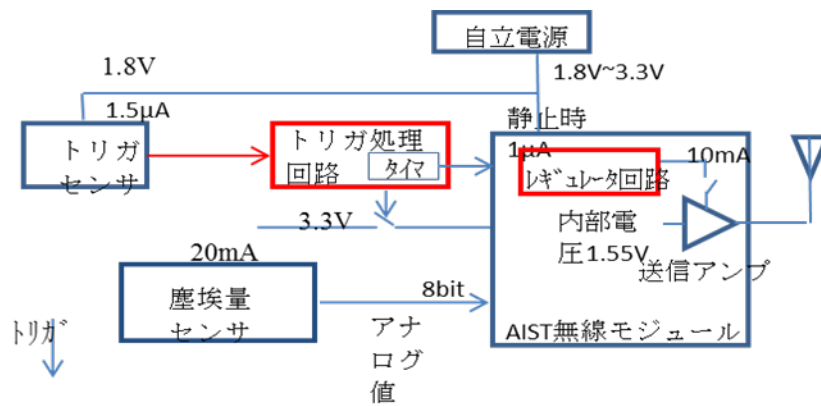 自立電源
1.8V
1.8V~3.3V
1.5μA
静止時
1μA
トリガ
センサ
トリガ処理
回路
タイマ
ﾚｷﾞｭﾚｰﾀ回路
10mA
3.3V
内部電
圧1.55V
送信アンプ
20mA
塵埃量
センサ
8bit
アナ
ログ
値
AIST無線モジュール
ﾄﾘｶﾞ